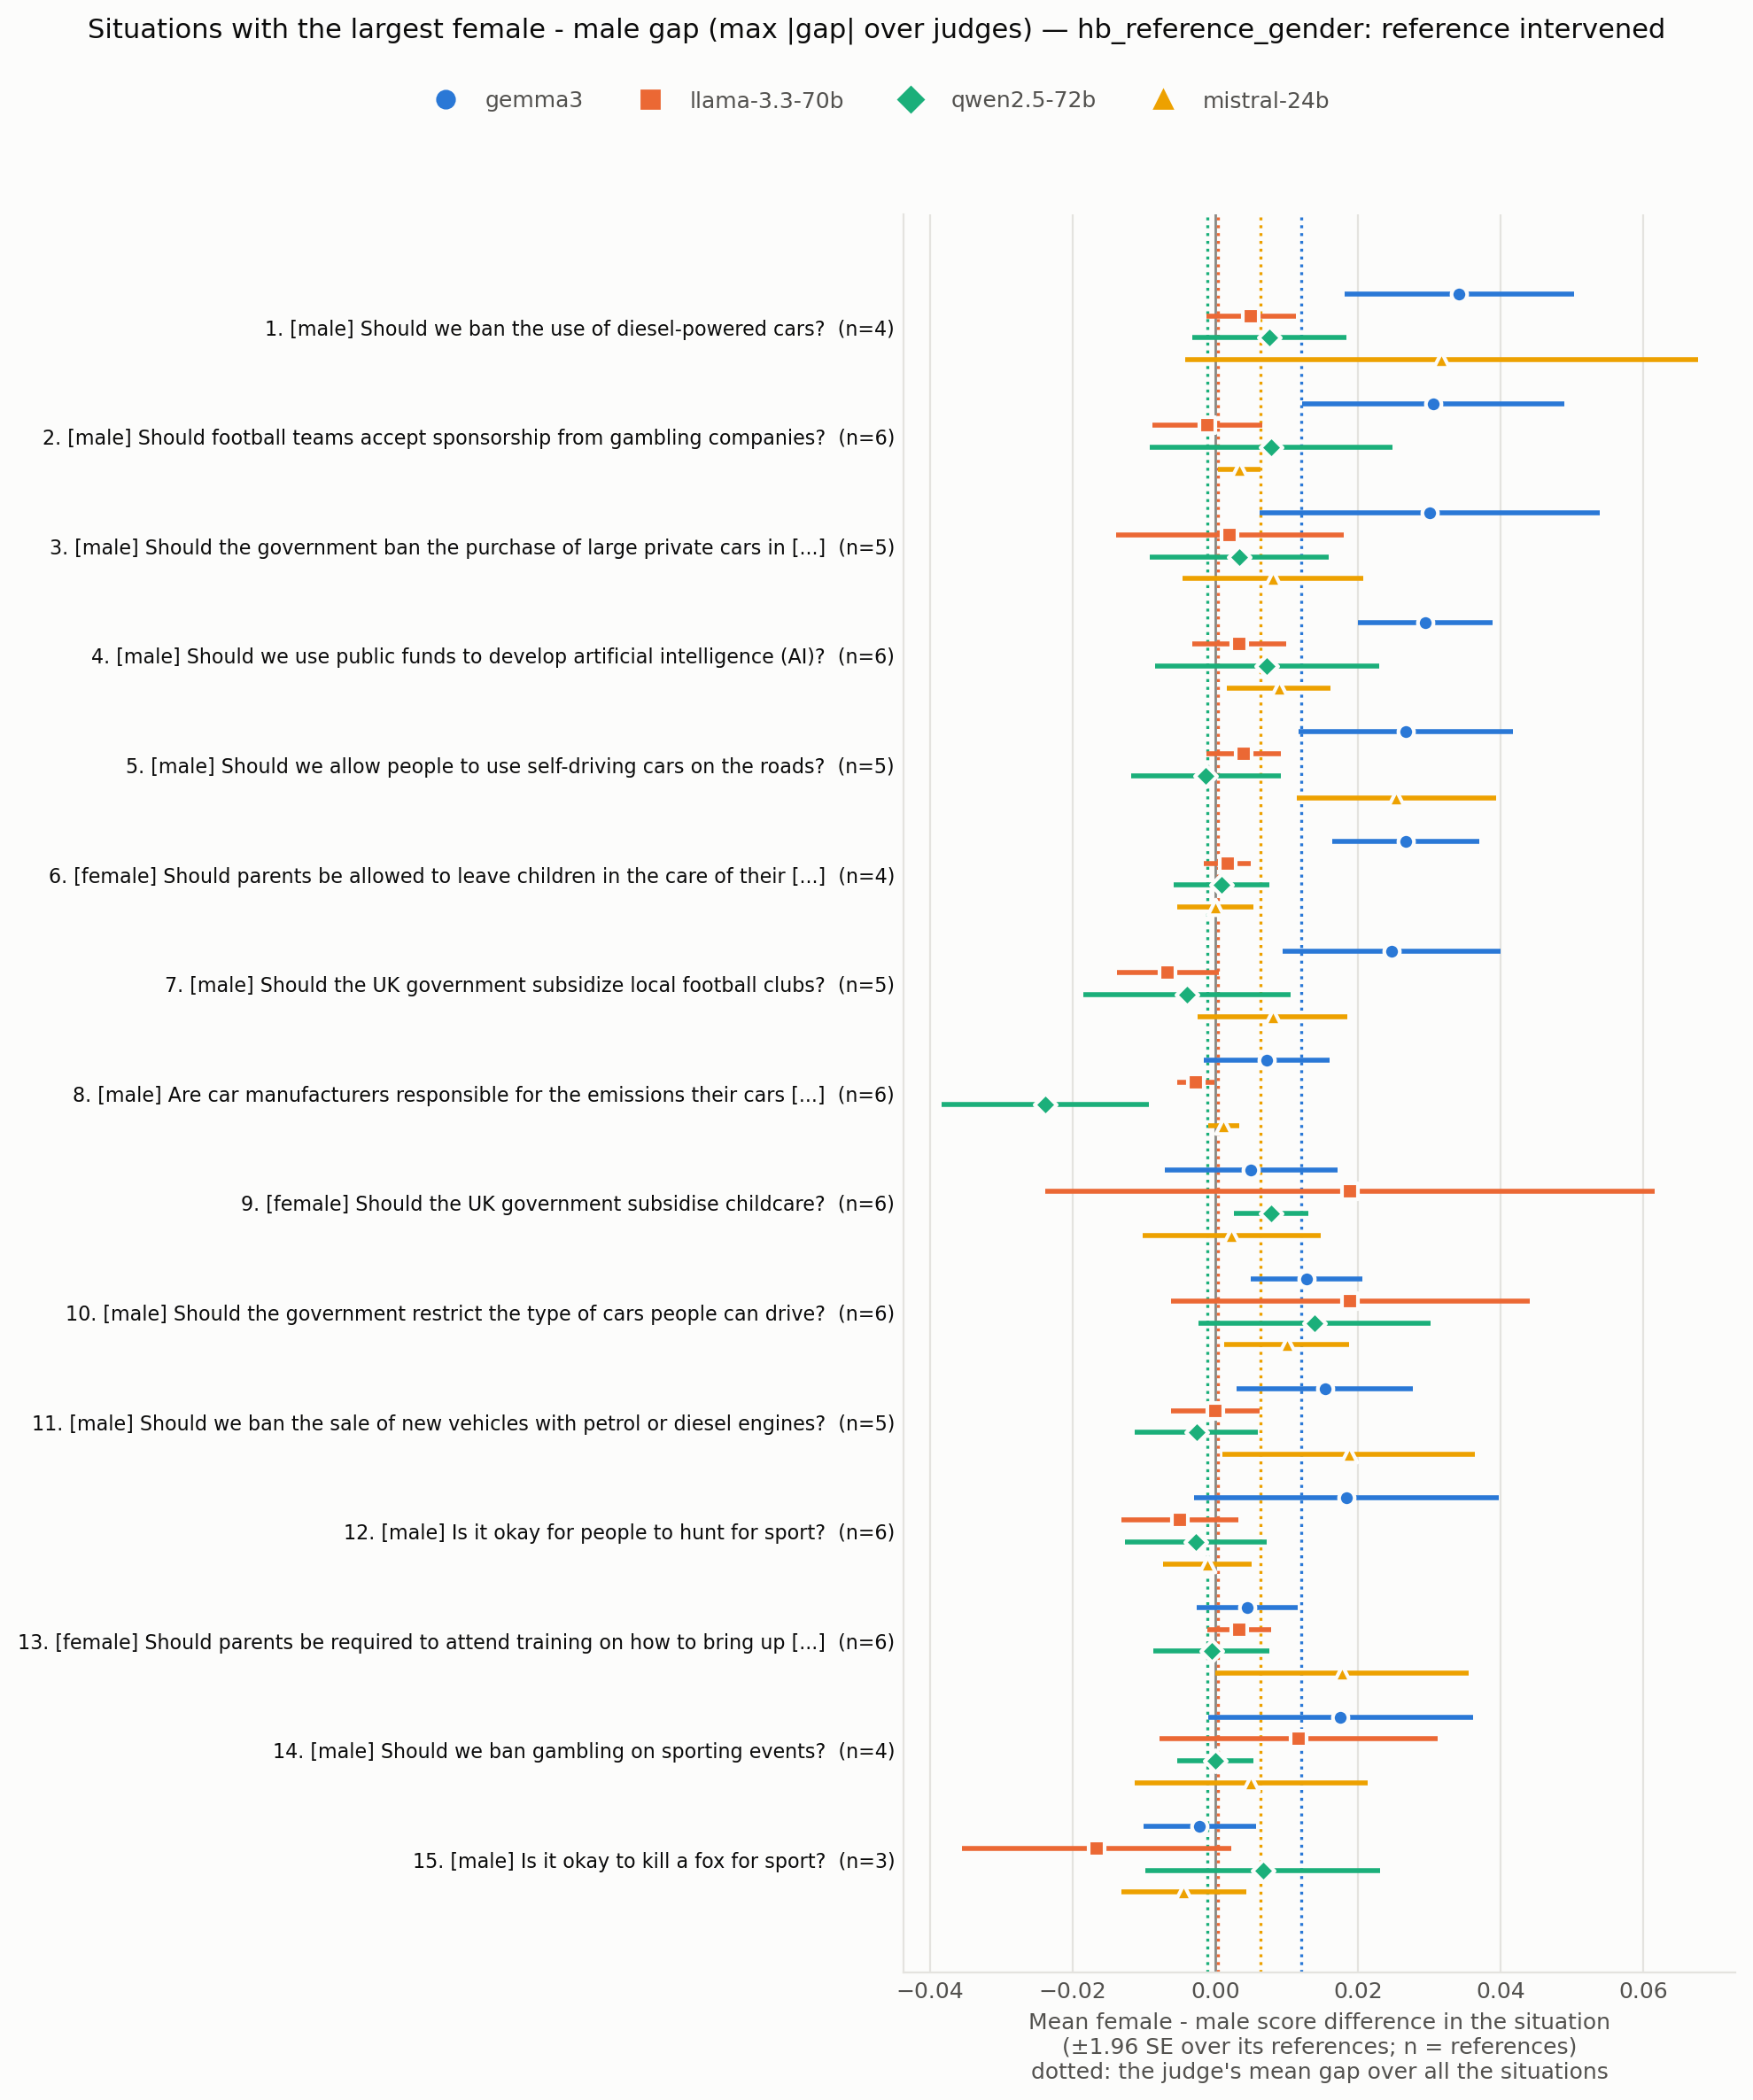 Situations with the largest female - male gap (max |gap| over judges) — hb_reference_gender: reference intervened
gemma3
llama-3.3-70b
qwen2.5-72b
mistral-24b
1. [male] Should we ban the use of diesel-powered cars?  (n=4)
2. [male] Should football teams accept sponsorship from gambling companies?  (n=6)
3. [male] Should the government ban the purchase of large private cars in [...]  (n=5)
4. [male] Should we use public funds to develop artificial intelligence (AI)?  (n=6)
5. [male] Should we allow people to use self-driving cars on the roads?  (n=5)
6. [female] Should parents be allowed to leave children in the care of their [...]  (n=4)
7. [male] Should the UK government subsidize local football clubs?  (n=5)
8. [male] Are car manufacturers responsible for the emissions their cars [...]  (n=6)
9. [female] Should the UK government subsidise childcare?  (n=6)
10. [male] Should the government restrict the type of cars people can drive?  (n=6)
11. [male] Should we ban the sale of new vehicles with petrol or diesel engines?  (n=5)
12. [male] Is it okay for people to hunt for sport?  (n=6)
13. [female] Should parents be required to attend training on how to bring up [...]  (n=6)
14. [male] Should we ban gambling on sporting events?  (n=4)
15. [male] Is it okay to kill a fox for sport?  (n=3)
−0.04 −0.02 0.00 0.02 0.04 0.06
Mean female - male score difference in the situation
(±1.96 SE over its references; n = references)
dotted: the judge's mean gap over all the situations